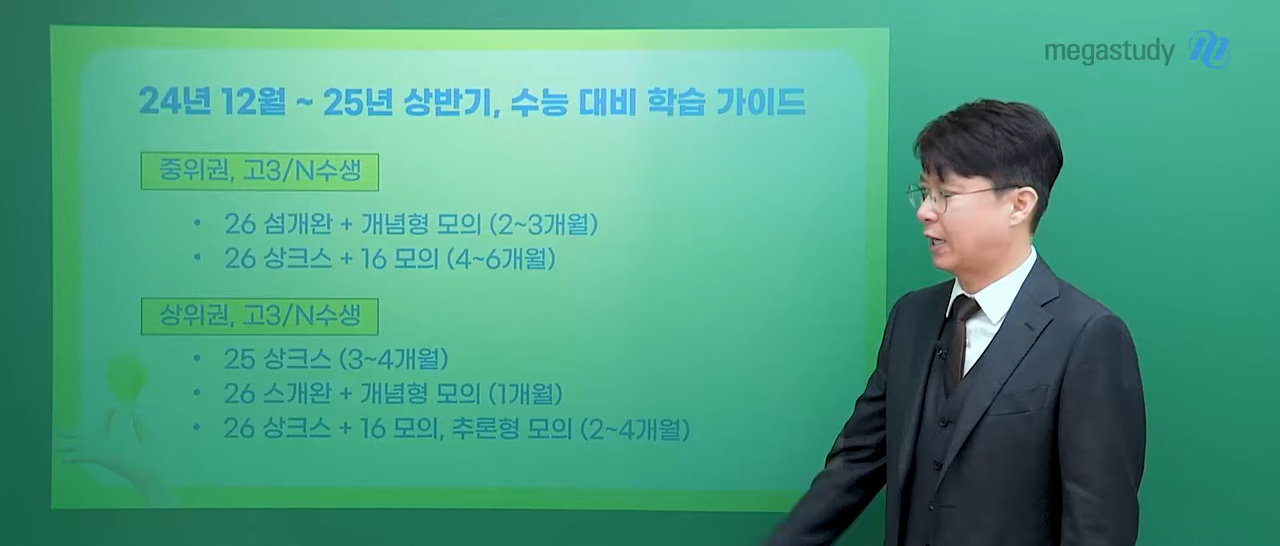 megastudy
24년 12월 ~ 25년 상반기, 수능 대비 학습 가이드
중위권, 고3/N수생
• 26 섬개완 + 개념형 모의 (2~3개월)
• 26 상크스 + 16 모의 (4~6개월)
상위권, 고3/N수생
• 25 상크스 (3~4개월)
• 26 스개완 + 개념형 모의 (1개월)
• 26 상크스 + 16 모의, 추론형 모의 (2~4개월)